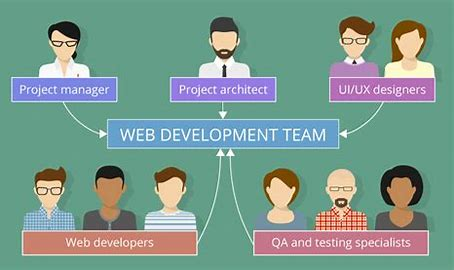 Project manager
Project architect
UI/UX designers
WEB DEVELOPMENT TEAM
Web developers
QA and testing specialists